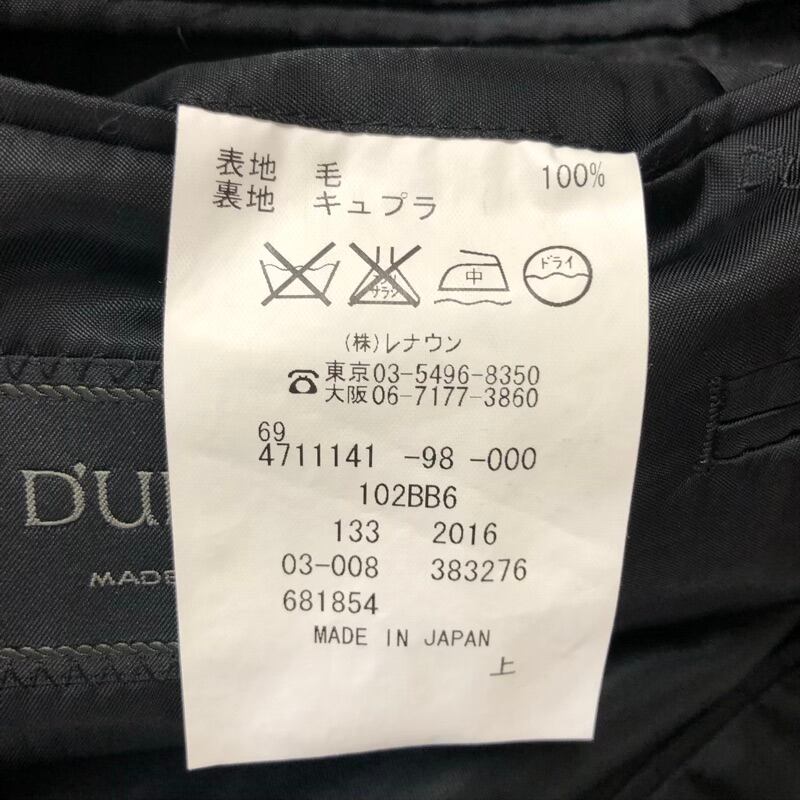 表地 毛 100%
裏地 キュプラ
中 ドライ
(株)レナウン
☎東京03-5496-8350
大阪06-7177-3860
69
4711141 -98 -000
102BB6
133 2016
03-008 383276
681854
MADE IN JAPAN
上
D'U
MADE